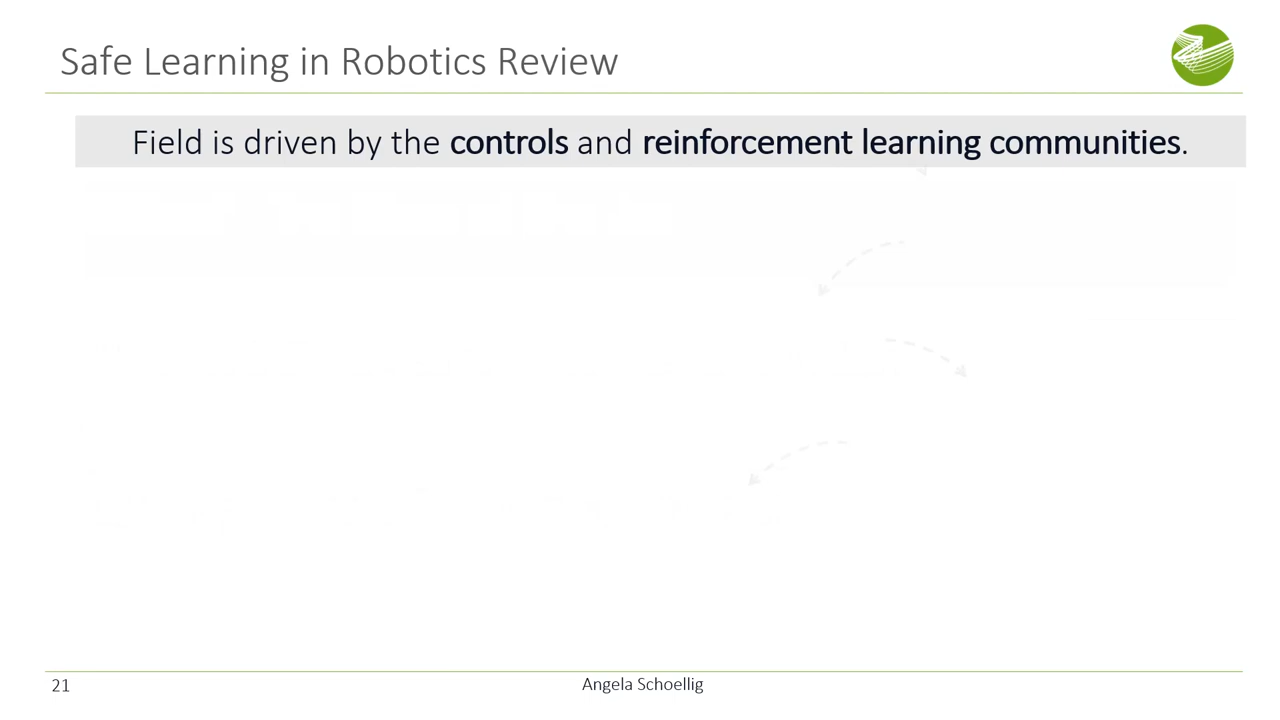 Safe Learning in Robotics Review
Field is driven by the controls and reinforcement learning communities.
21
Angela Schoellig